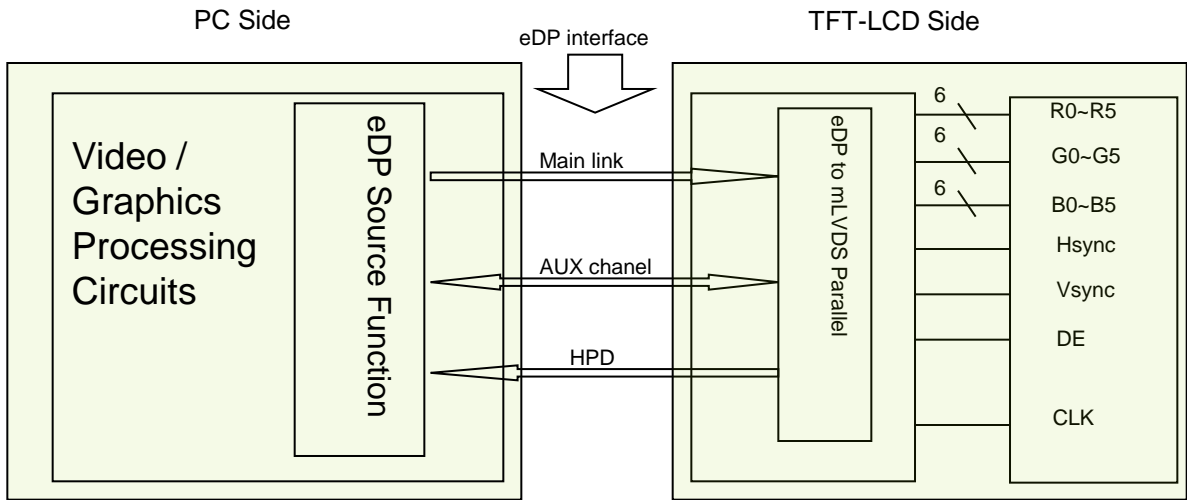 PC Side
eDP interface
TFT-LCD Side
Video /
Graphics
Processing
Circuits
eDP Source Function
Main link
AUX chanel
HPD
eDP to mLVDS Parallel
6
R0~R5
6
G0~G5
6
B0~B5
Hsync
Vsync
DE
CLK